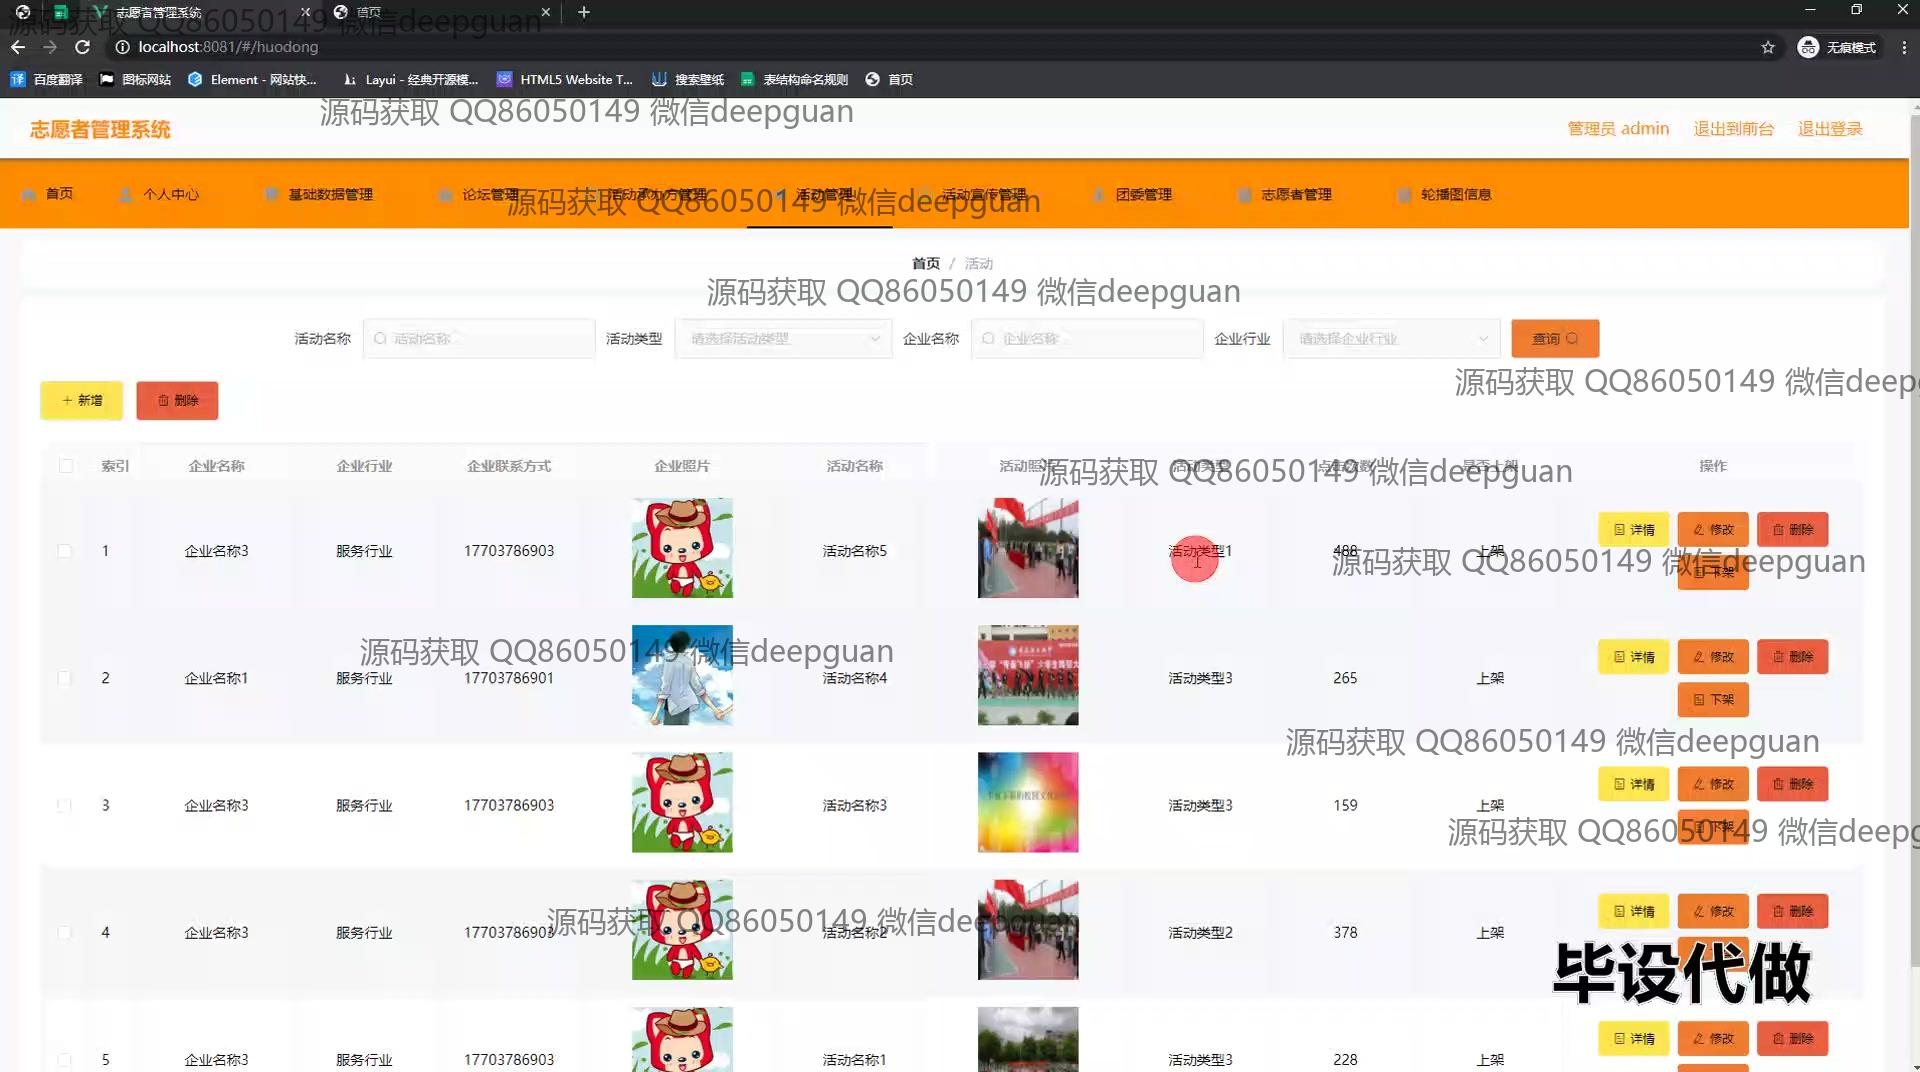 志愿者管理系统
首页
源码获取 QQ86050149 微信deepguan
localhost:8081/#/huodong
无痕模式
百度翻译
图标网站
Element - 网站快...
Layui - 经典开源模...
HTML5 Website T...
搜索壁纸
表结构命名规则
首页
源码获取 QQ86050149 微信deepguan
志愿者管理系统
管理员 admin
退出到前台
退出登录
首页
个人中心
基础数据管理
论坛管理
活动承办方管理
活动管理
活动宣传管理
团委管理
志愿者管理
轮播图信息
源码获取 QQ86050149 微信deepguan
首页 / 活动
源码获取 QQ86050149 微信deepguan
活动名称 活动名称 活动类型 请选择活动类型 企业名称 企业名称 企业行业 请选择企业行业 查询
源码获取 QQ86050149 微信deep
新增 删除
索引 企业名称 企业行业 企业联系方式 企业照片 活动名称 活动照片 活动类型 点击次数 是否上架 操作
源码获取 QQ86050149 微信deepguan
1 企业名称3 服务行业 17703786903 活动名称5 活动类型1 488 上架 详情 修改 删除
下架
源码获取 QQ86050149 微信deepguan
源码获取 QQ86050149 微信deepguan
2 企业名称1 服务行业 17703786901 活动名称4 活动类型3 265 上架 详情 修改 删除
下架
源码获取 QQ86050149 微信deepguan
3 企业名称3 服务行业 17703786903 活动名称3 活动类型3 159 上架 详情 修改 删除
下架
源码获取 QQ86050149 微信deep
4 企业名称3 服务行业 17703786903 活动名称2 活动类型2 378 上架 详情 修改 删除
源码获取 QQ86050149 微信deepguan
毕设代做
5 企业名称3 服务行业 17703786903 活动名称1 活动类型3 228 上架 详情 修改 删除